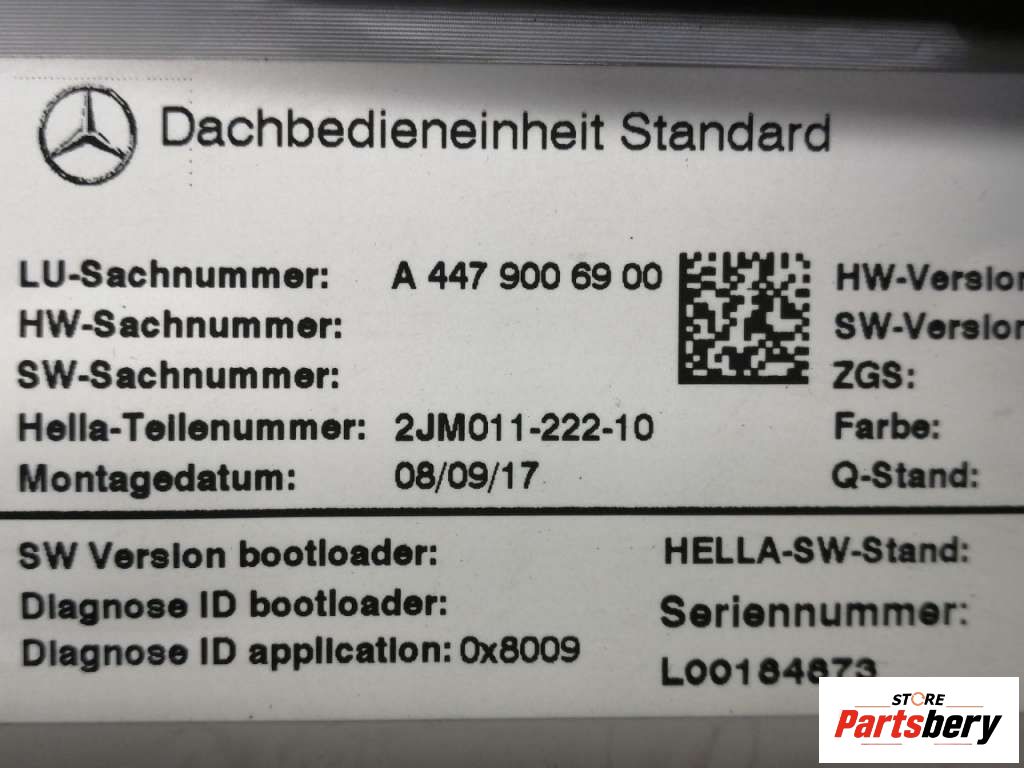 Dachbedieneinheit Standard
LU-Sachnummer: A 447 900 69 00 HW-Version
HW-Sachnummer: SW-Version
SW-Sachnummer: ZGS:
Hella-Teilenummer: 2JM011-222-10 Farbe:
Montagedatum: 08/09/17 Q-Stand:
SW Version bootloader: HELLA-SW-Stand:
Diagnose ID bootloader: Seriennummer:
Diagnose ID application: 0x8009
STORE
Partsbery